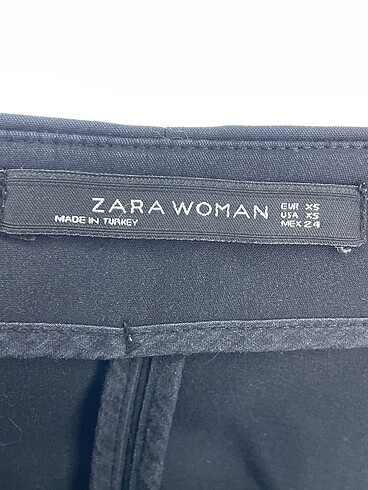 ZARA WOMAN
MADE IN TURKEY
EUR XS
USA XS
MEX 24